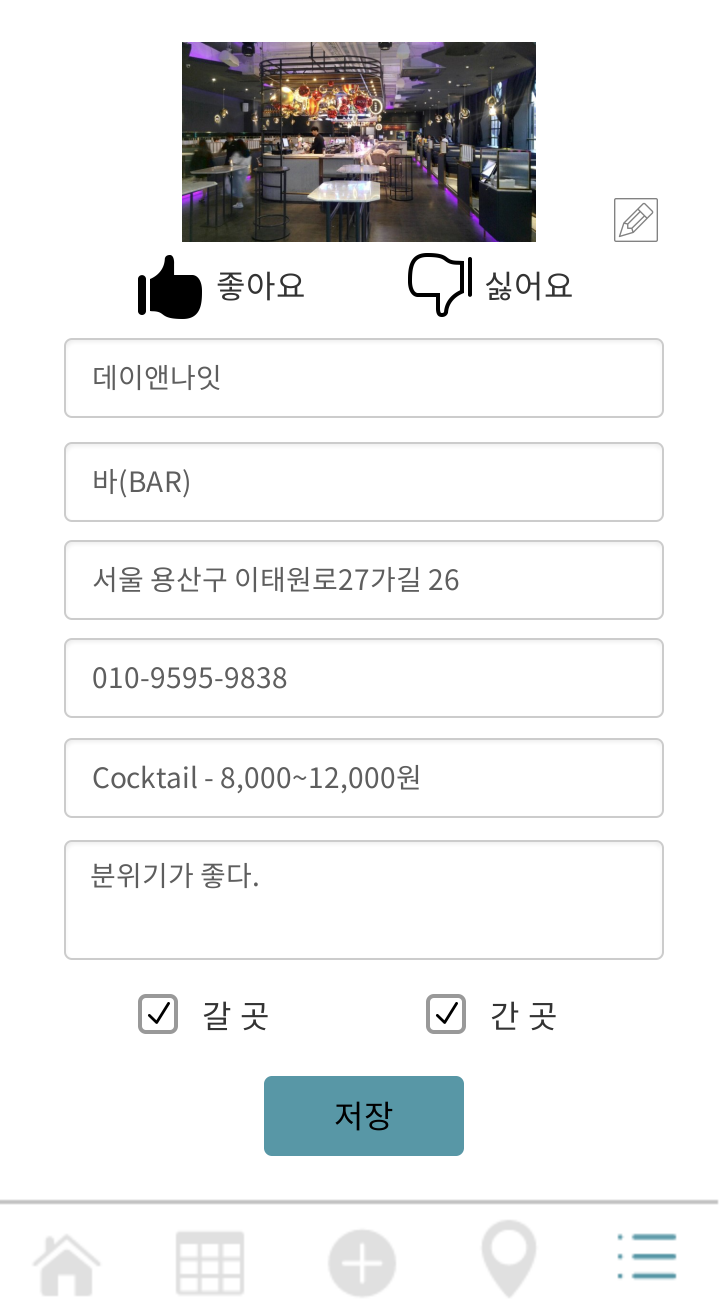 좋아요 싫어요
데이앤나잇
바(BAR)
서울 용산구 이태원로27가길 26
010-9595-9838
Cocktail - 8,000~12,000원
분위기가 좋다.
갈 곳 간 곳
저장